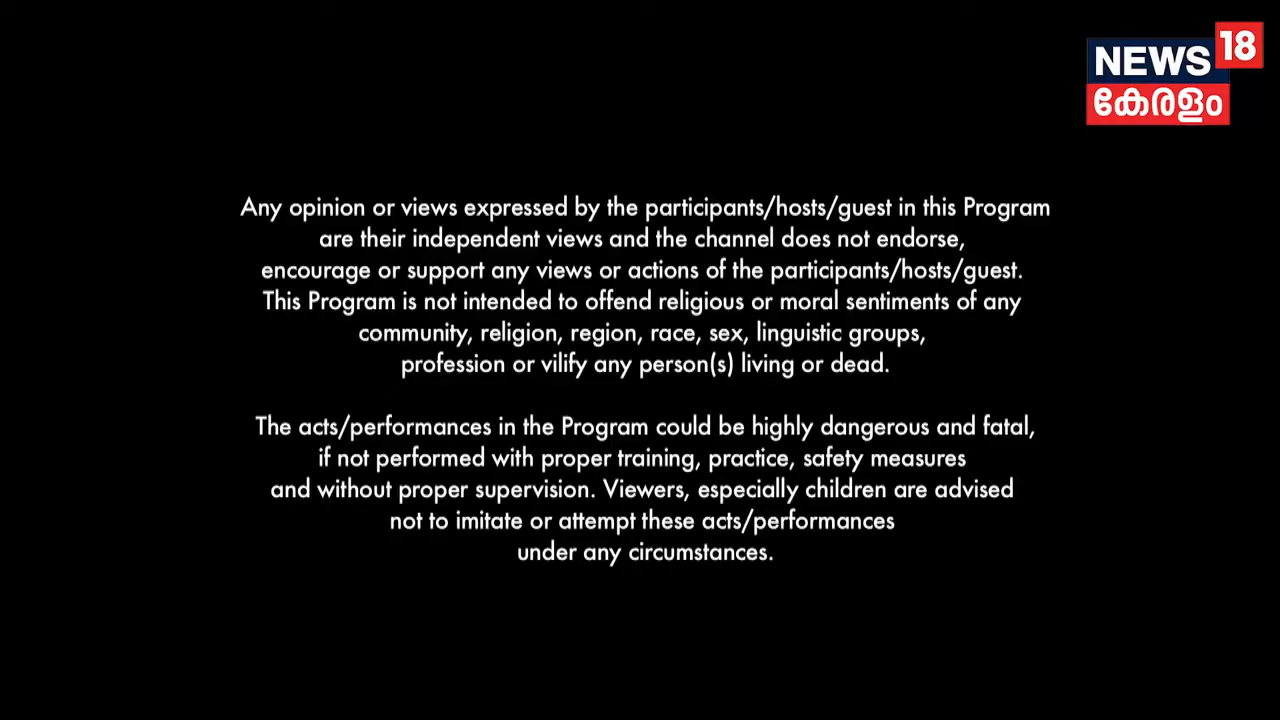 NEWS 18
കേരളം
Any opinion or views expressed by the participants/hosts/guest in this Program
are their independent views and the channel does not endorse,
encourage or support any views or actions of the participants/hosts/guest.
This Program is not intended to offend religious or moral sentiments of any
community, religion, region, race, sex, linguistic groups,
profession or vilify any person(s) living or dead.
The acts/performances in the Program could be highly dangerous and fatal,
if not performed with proper training, practice, safety measures
and without proper supervision. Viewers, especially children are advised
not to imitate or attempt these acts/performances
under any circumstances.